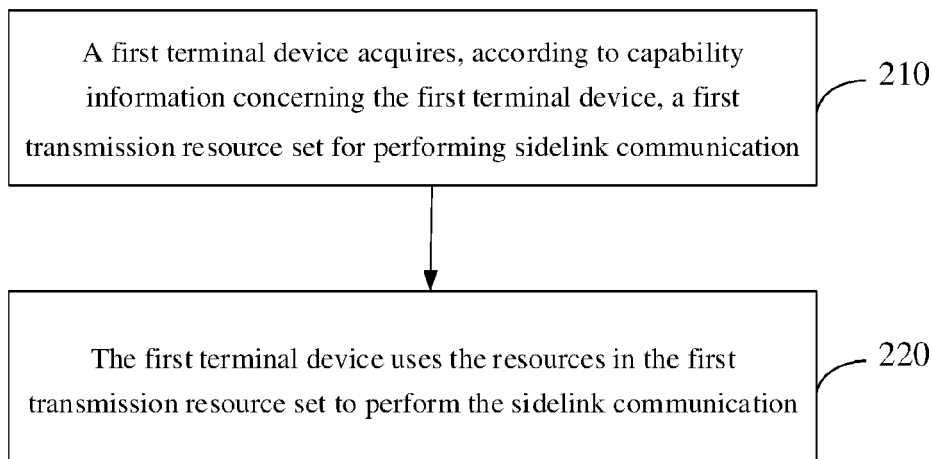 A first terminal device acquires, according to capability
information concerning the first terminal device, a first
transmission resource set for performing sidelink communication
210
The first terminal device uses the resources in the first
transmission resource set to perform the sidelink communication
220